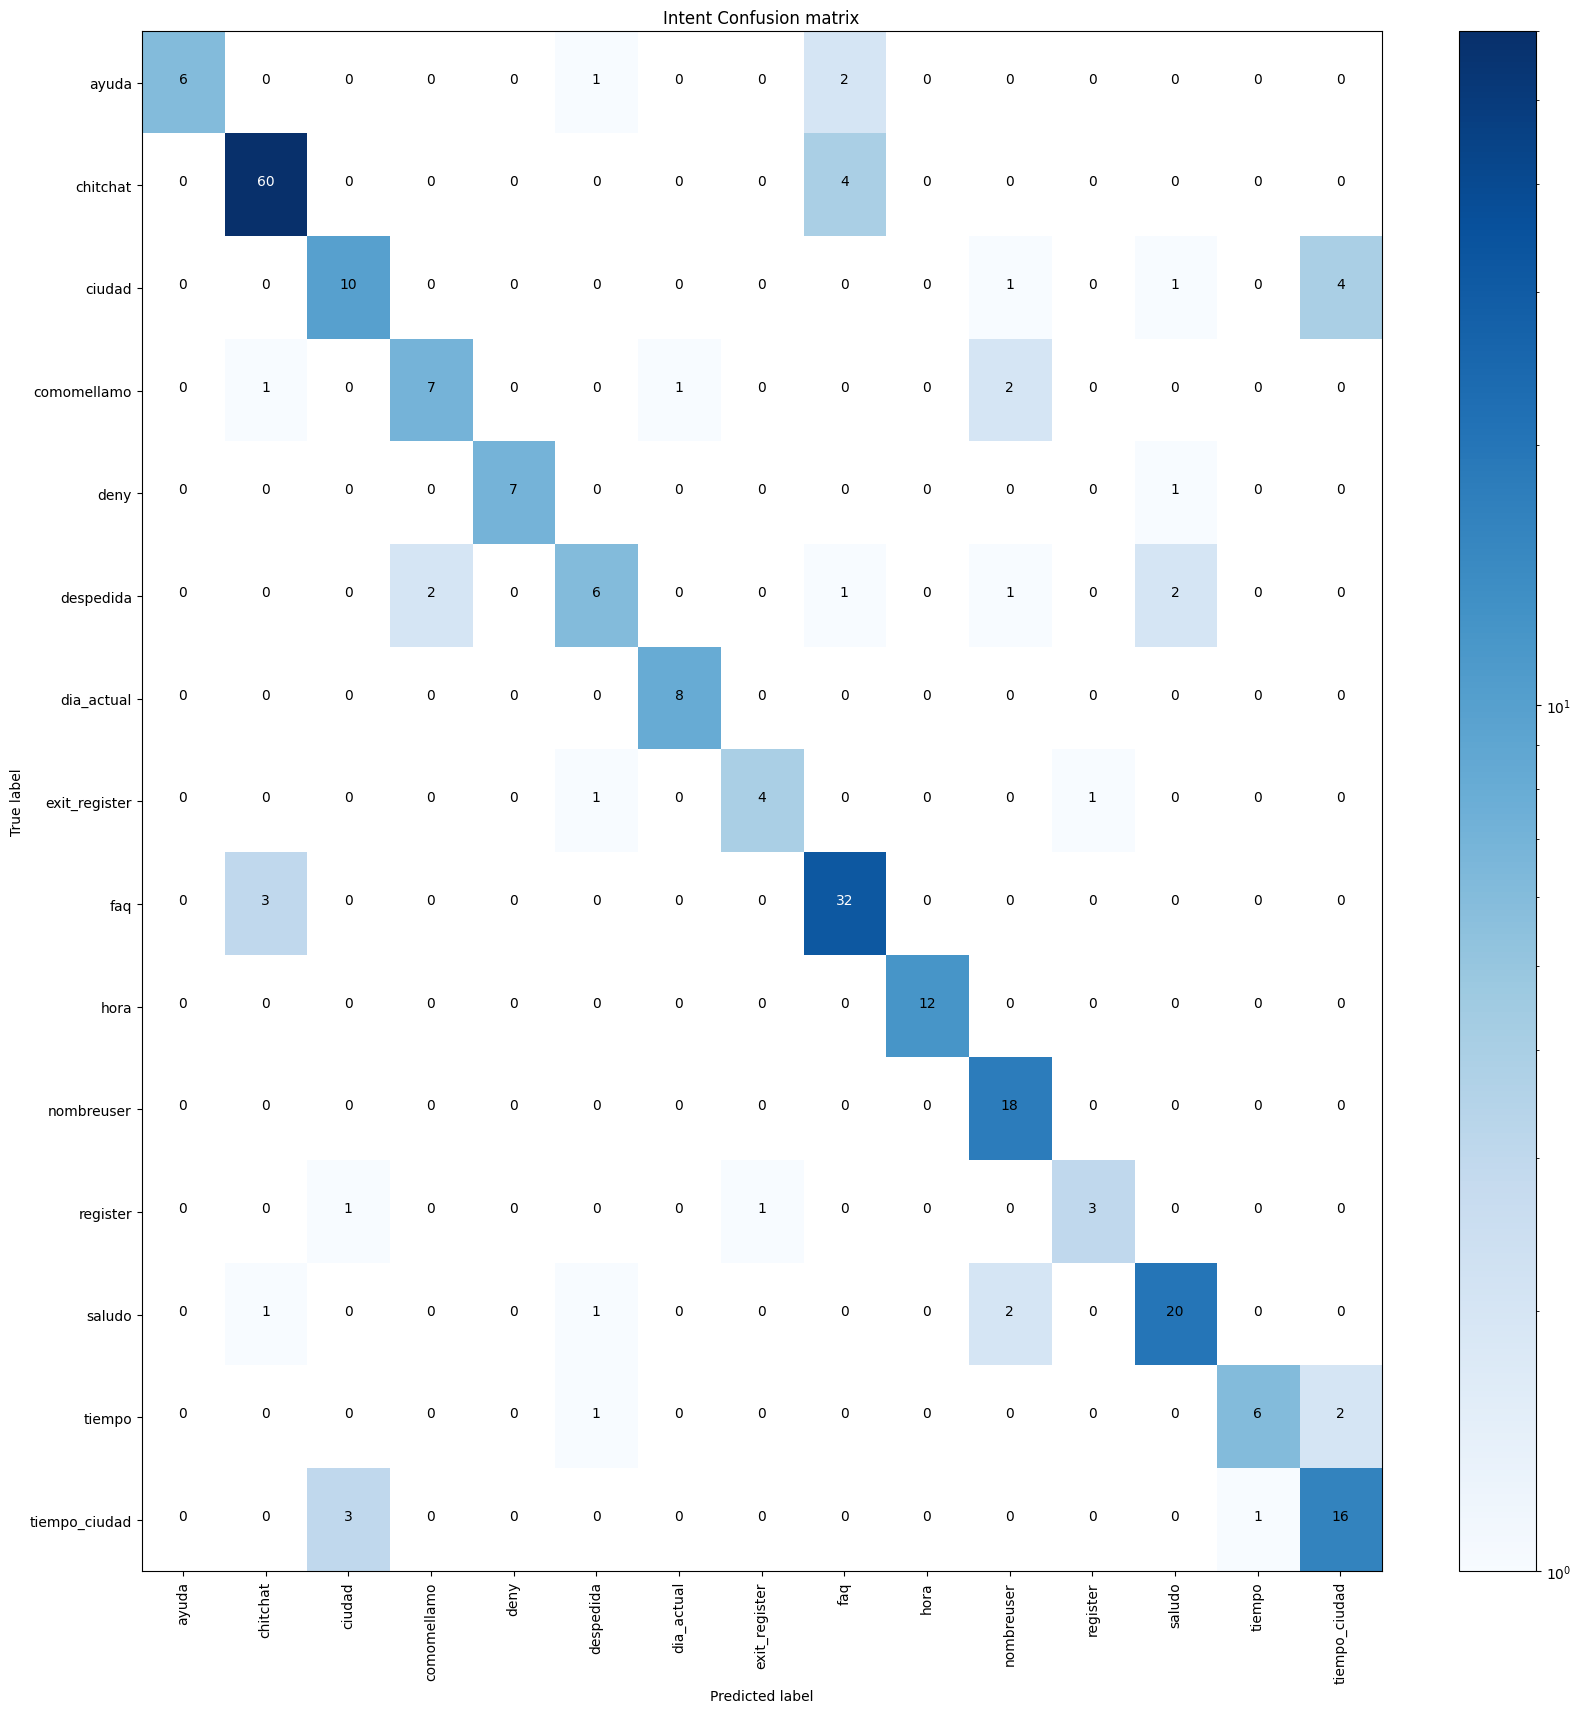 Intent Confusion matrix
ayuda 6 0 0 0 0 1 0 0 2 0 0 0 0 0 0
chitchat 0 60 0 0 0 0 0 0 4 0 0 0 0 0 0
ciudad 0 0 10 0 0 0 0 0 0 0 1 0 1 0 4
comomellamo 0 1 0 7 0 0 1 0 0 0 2 0 0 0 0
deny 0 0 0 0 7 0 0 0 0 0 0 0 1 0 0
despedida 0 0 0 2 0 6 0 0 1 0 1 0 2 0 0
dia_actual 0 0 0 0 0 0 8 0 0 0 0 0 0 0 0
10¹
exit_register 0 0 0 0 0 1 0 4 0 0 0 1 0 0 0
True label
faq 0 3 0 0 0 0 0 0 32 0 0 0 0 0 0
hora 0 0 0 0 0 0 0 0 0 12 0 0 0 0 0
nombreuser 0 0 0 0 0 0 0 0 0 0 18 0 0 0 0
register 0 0 1 0 0 0 0 1 0 0 0 3 0 0 0
saludo 0 1 0 0 0 1 0 0 0 0 2 0 20 0 0
tiempo 0 0 0 0 0 1 0 0 0 0 0 0 0 6 2
tiempo_ciudad 0 0 3 0 0 0 0 0 0 0 0 0 0 1 16
10⁰
ayuda chitchat ciudad comomellamo deny despedida dia_actual exit_register faq hora nombreuser register saludo tiempo tiempo_ciudad
Predicted label